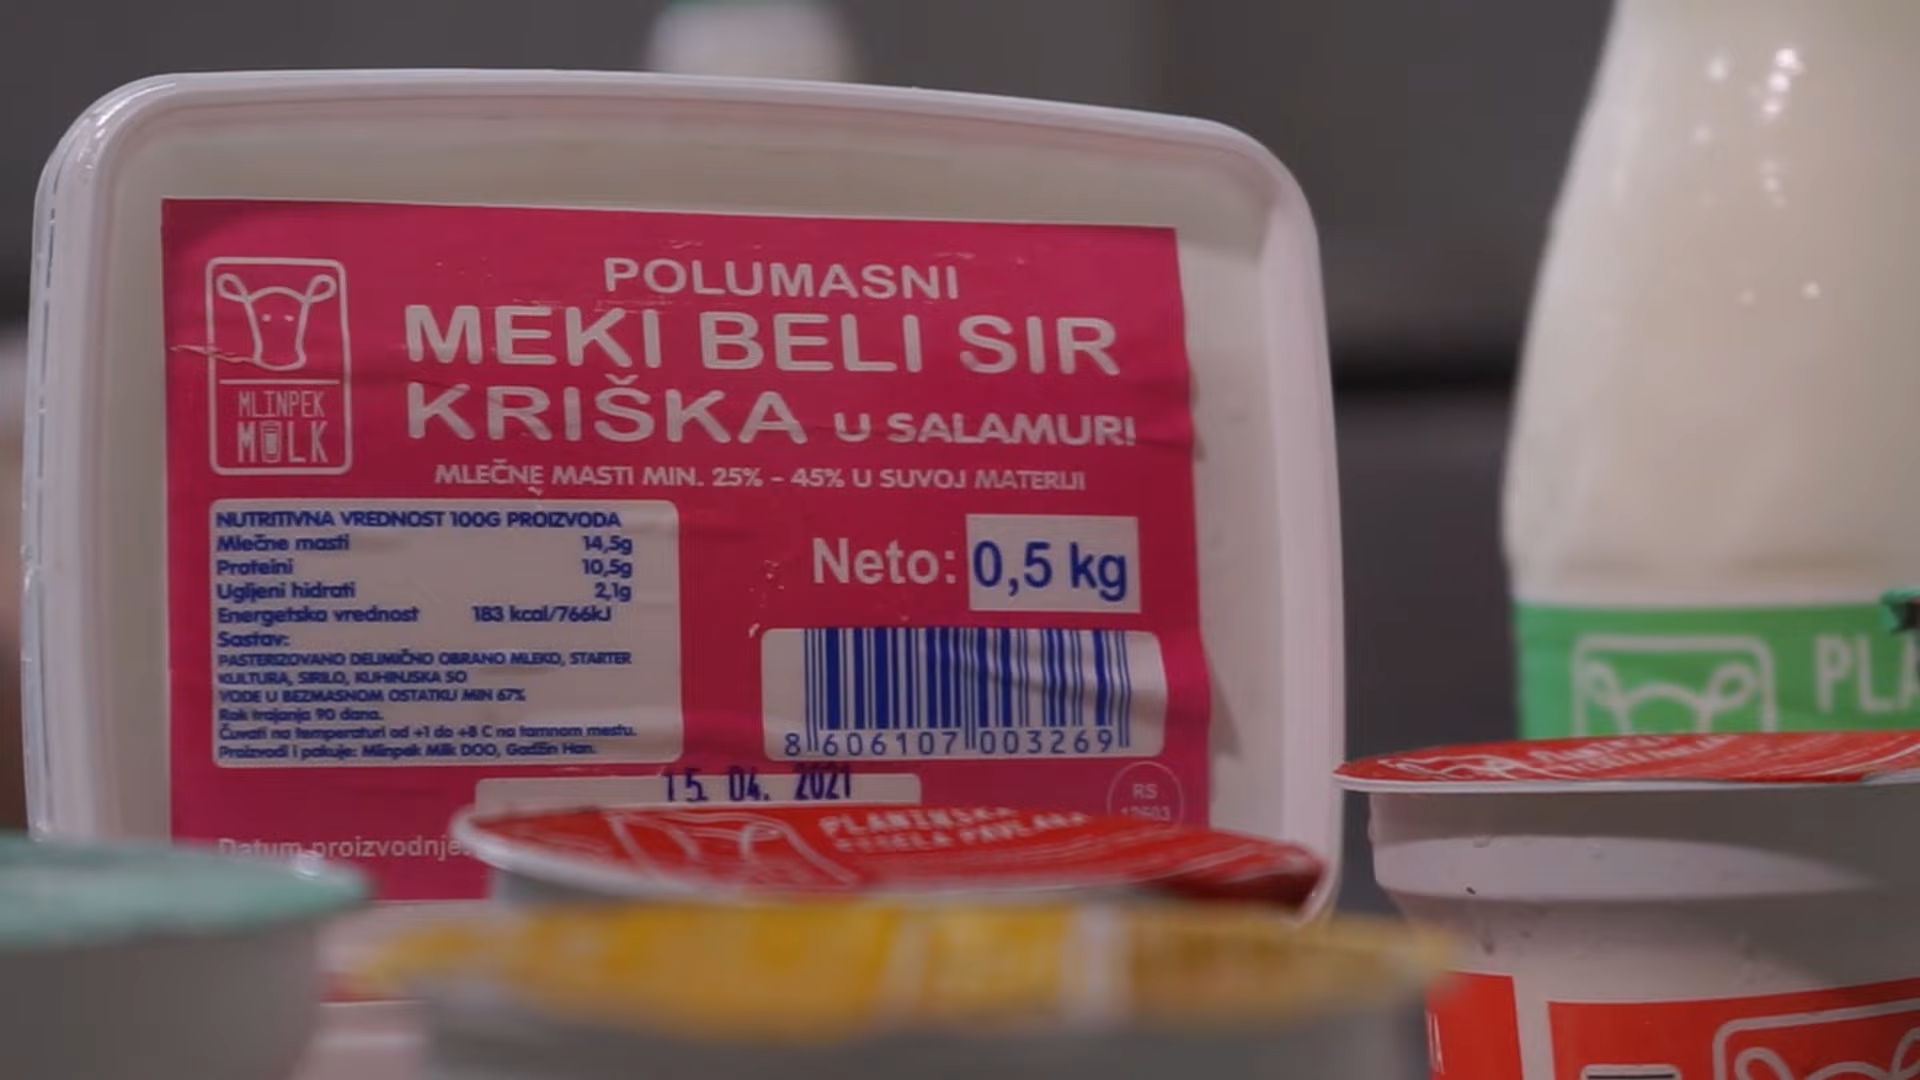 POLUMASNI
MEKI BELI SIR
KRIŠKA U SALAMURI
MLEČNE MASTI MIN. 25% - 45% U SUVOJ MATERIJI
MLINPEK
MILK
NUTRITIVNA VREDNOST 100G PROIZVODA
Mlečne masti 14,5g
Proteini 10,5g
Ugljeni hidrati 2,1g
Energetska vrednost 183 kcal/766kJ
Sastav:
PASTERIZOVANO DELIMIČNO OBRANO MLEKO, STARTER
KULTURA, SIRILO, KUHINJSKA SO
VODE U BEZMASNOM OSTATKU MIN 67%
Rok trajanja 90 dana.
Čuvati na temperaturi od +1 do +8 C na tamnom mestu.
Proizvodi i pakuje: Mlinpek Milk DOO, Gadžin Han.
Neto: 0,5 kg
8 606107 003269
15. 04. 2021
RS
Datum proizvodnje:
PLANINSKA
KISELA PAVLAKA
PLA